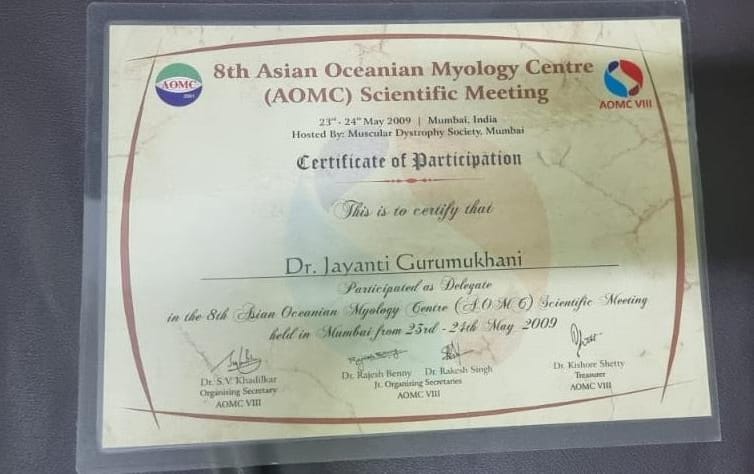 AOMC
2001
8th Asian Oceanian Myology Centre
(AOMC) Scientific Meeting
AOMC VIII
23rd - 24th May 2009 | Mumbai, India
Hosted By: Muscular Dystrophy Society, Mumbai
Certificate of Participation
This is to certify that
Dr. Jayanti Gurumukhani
Participated as Delegate
in the 8th Asian Oceanian Myology Centre (A.O.M.C) Scientific Meeting
held in Mumbai from 23rd - 24th May 2009
Dr. S.V. Khadilkar
Organising Secretary
AOMC VIII
Dr. Rajesh Benny Dr. Rakesh Singh
Jt. Organising Secretaries
AOMC VIII
Dr. Kishore Shetty
Treasurer
AOMC VIII